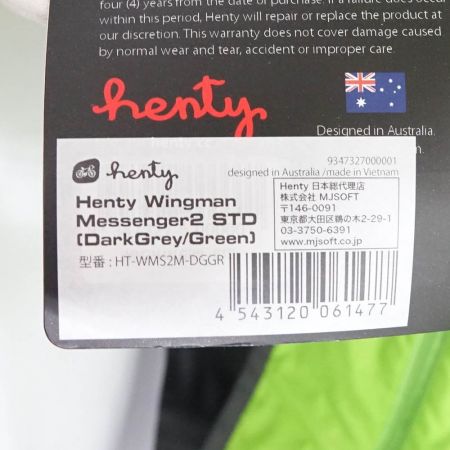 four (4) years from the date of purchase. If a failure does occur
within this period, Henty will repair or replace the product at
our discretion. This warranty does not cover damage caused
by normal wear and tear, accident or improper care.
henty
Designed in Australia.
9347327000001
henty
designed in Australia /made in Vietnam
Henty Wingman
Messenger2 STD
(DarkGrey/Green)
型番：HT-WMS2M-DGGR
Henty 日本総代理店
株式会社 MJSOFT
〒146-0091
東京都大田区鵜の木2-29-1
03-3750-6391
www.mjsoft.co.jp
4 543120 061477